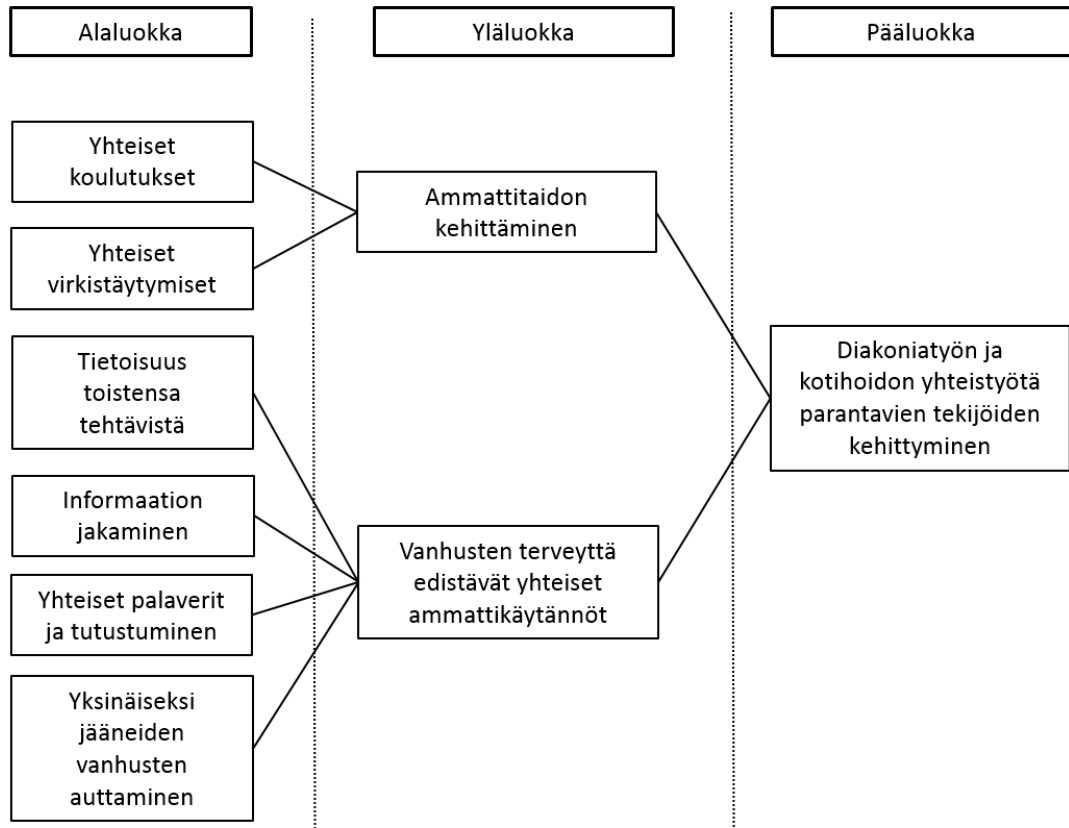 Alaluokka
Yläluokka
Pääluokka
Yhteiset
koulutukset
Yhteiset
virkistäytymiset
Tietoisuus
toistensa
tehtävistä
Informaation
jakaminen
Yhteiset palaverit
ja tutustuminen
Yksinäiseksi
jääneiden
vanhusten
auttaminen
Ammattitaidon
kehittäminen
Vanhusten terveyttä
edistävät yhteiset
ammattikäytännöt
Diakoniatyön ja
kotihoidon yhteistyötä
parantavien tekijöiden
kehittyminen